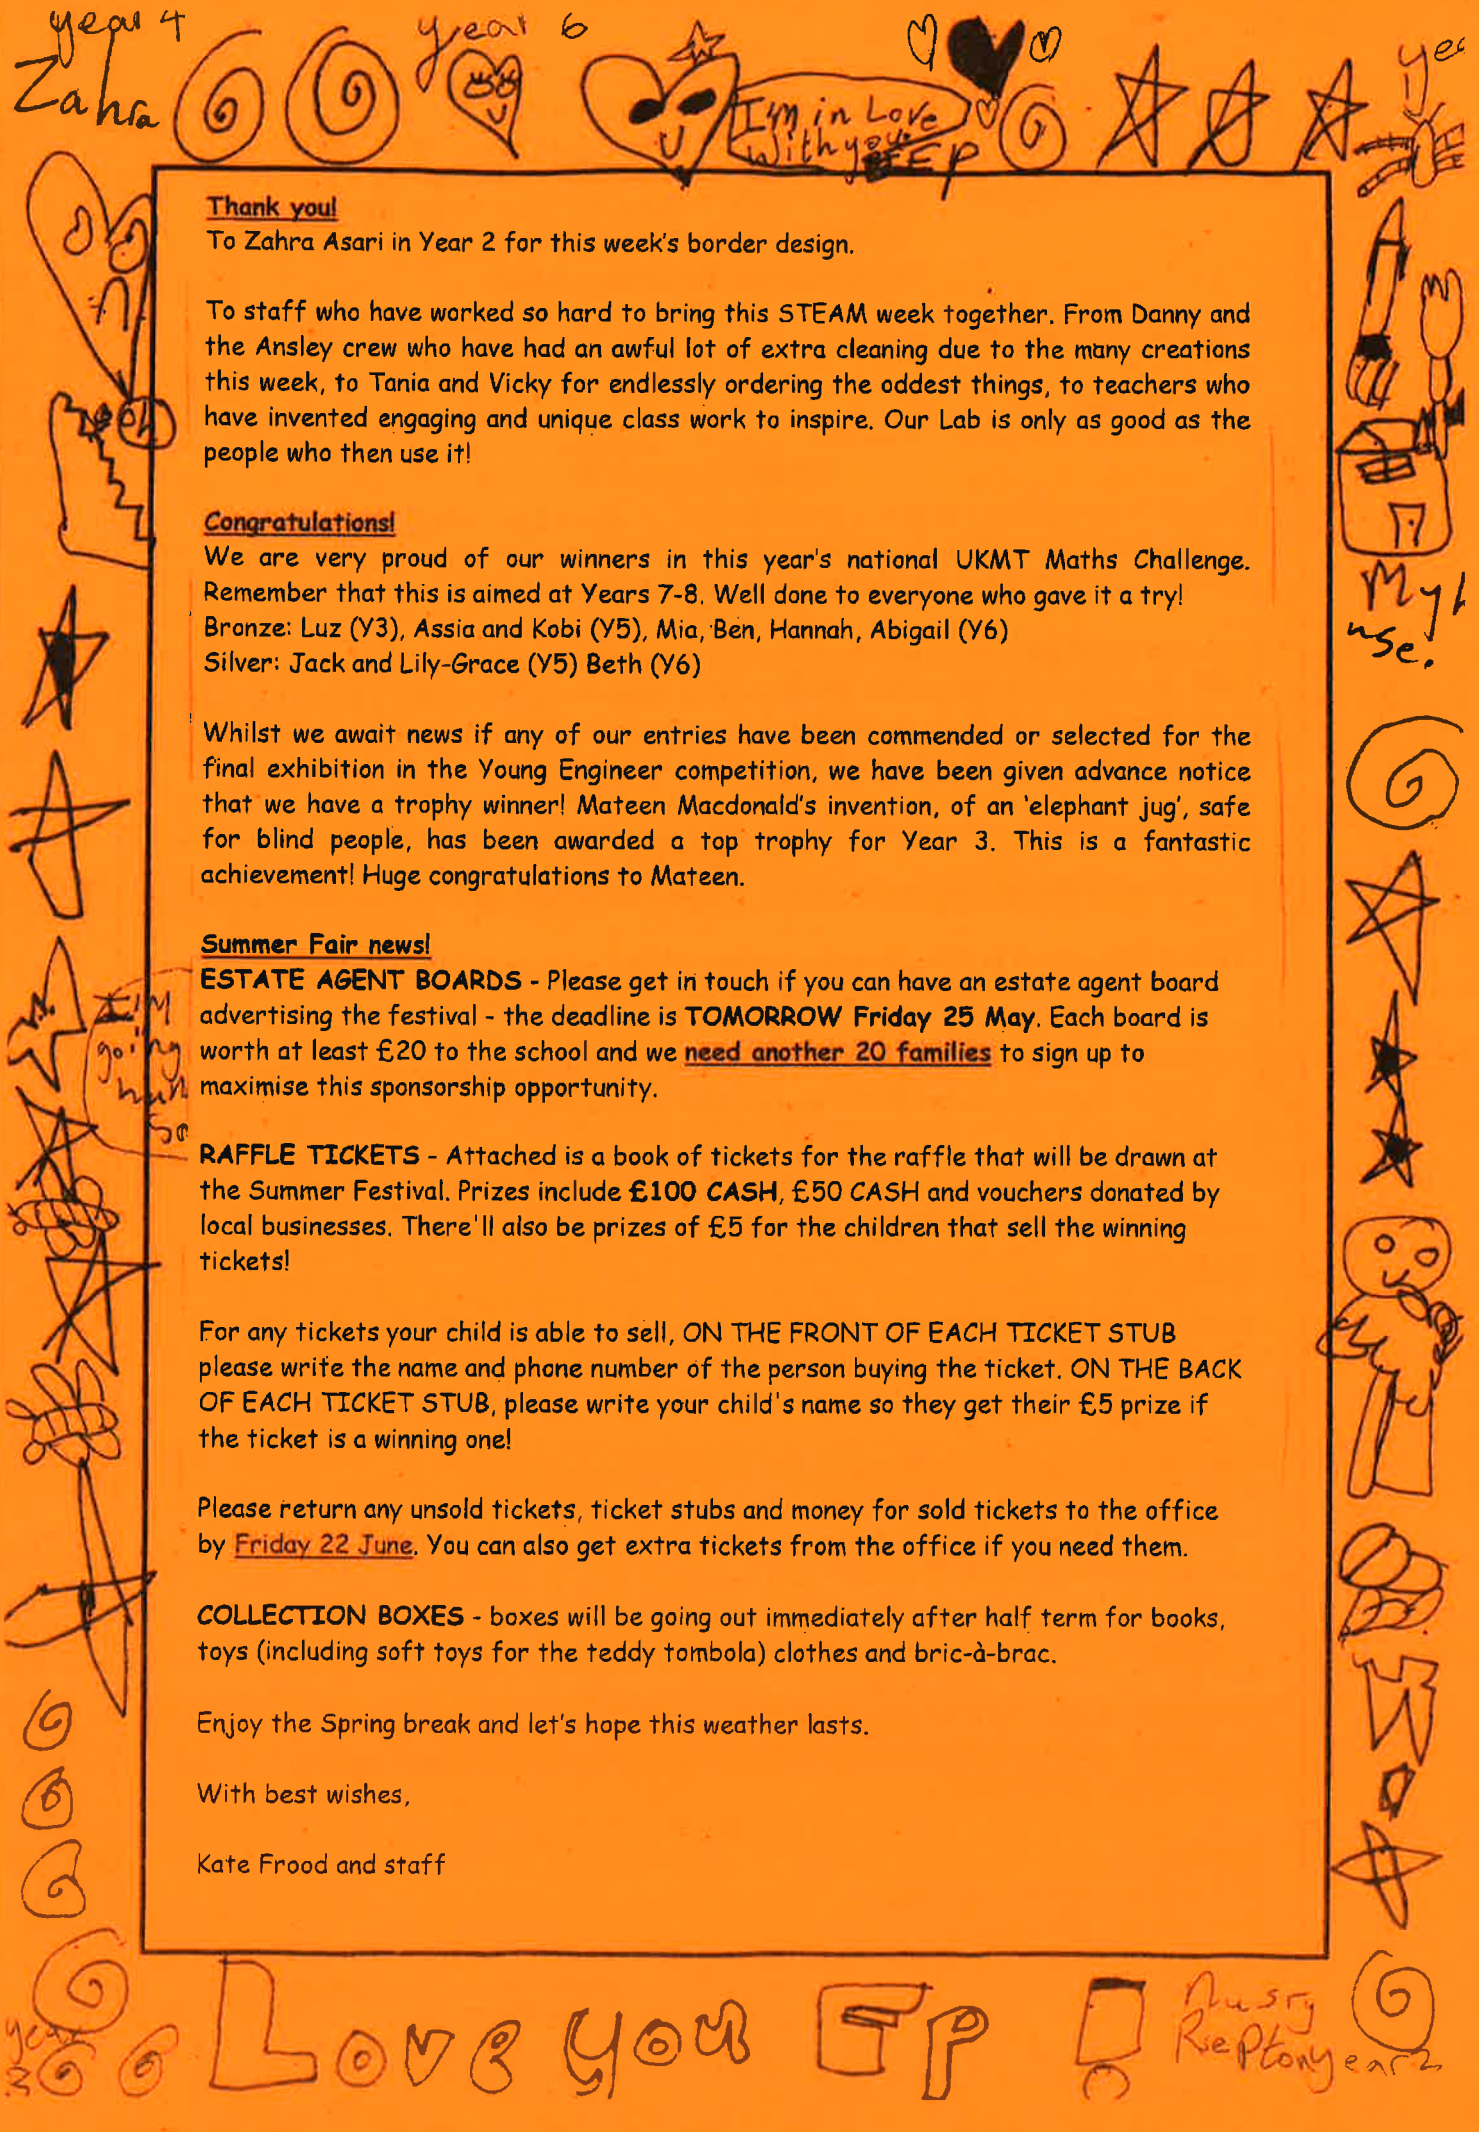 year 4
year 6
Zahra
I'm in Love
With you
EP
Thank you!
To Zahra Asari in Year 2 for this week's border design.
To staff who have worked so hard to bring this STEAM week together. From Danny and
the Ansley crew who have had an awful lot of extra cleaning due to the many creations
this week, to Tania and Vicky for endlessly ordering the oddest things, to teachers who
have invented engaging and unique class work to inspire. Our Lab is only as good as the
people who then use it!
Congratulations!
We are very proud of our winners in this year's national UKMT Maths Challenge.
Remember that this is aimed at Years 7-8. Well done to everyone who gave it a try!
Bronze: Luz (Y3), Assia and Kobi (Y5), Mia, Ben, Hannah, Abigail (Y6)
Silver: Jack and Lily-Grace (Y5) Beth (Y6)
Whilst we await news if any of our entries have been commended or selected for the
final exhibition in the Young Engineer competition, we have been given advance notice
that we have a trophy winner! Mateen Macdonald's invention, of an 'elephant jug', safe
for blind people, has been awarded a top trophy for Year 3. This is a fantastic
achievement! Huge congratulations to Mateen.
Summer Fair news!
ESTATE AGENT BOARDS - Please get in touch if you can have an estate agent board
advertising the festival - the deadline is TOMORROW Friday 25 May. Each board is
worth at least £20 to the school and we need another 20 families to sign up to
maximise this sponsorship opportunity.
RAFFLE TICKETS - Attached is a book of tickets for the raffle that will be drawn at
the Summer Festival. Prizes include £100 CASH, £50 CASH and vouchers donated by
local businesses. There'll also be prizes of £5 for the children that sell the winning
tickets!
For any tickets your child is able to sell, ON THE FRONT OF EACH TICKET STUB
please write the name and phone number of the person buying the ticket. ON THE BACK
OF EACH TICKET STUB, please write your child's name so they get their £5 prize if
the ticket is a winning one!
Please return any unsold tickets, ticket stubs and money for sold tickets to the office
by Friday 22 June. You can also get extra tickets from the office if you need them.
COLLECTION BOXES - boxes will be going out immediately after half term for books,
toys (including soft toys for the teddy tombola) clothes and bric-à-brac.
Enjoy the Spring break and let's hope this weather lasts.
With best wishes,
Kate Frood and staff
I'M
going
Love you EP
Repton year 2